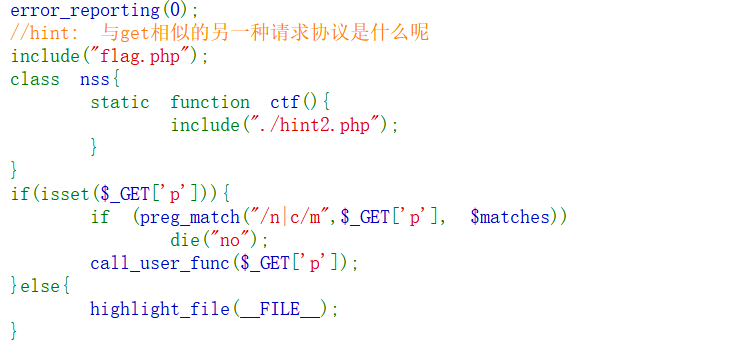 error_reporting(0);
//hint: 与get相似的另一种请求协议是什么呢
include("flag.php");
class nss{
static function ctf(){
include("./hint2.php");
}
}
if(isset($_GET['p'])){
if (preg_match("/n|c/m",$_GET['p'], $matches))
die("no");
call_user_func($_GET['p']);
}else{
highlight_file(__FILE__);
}